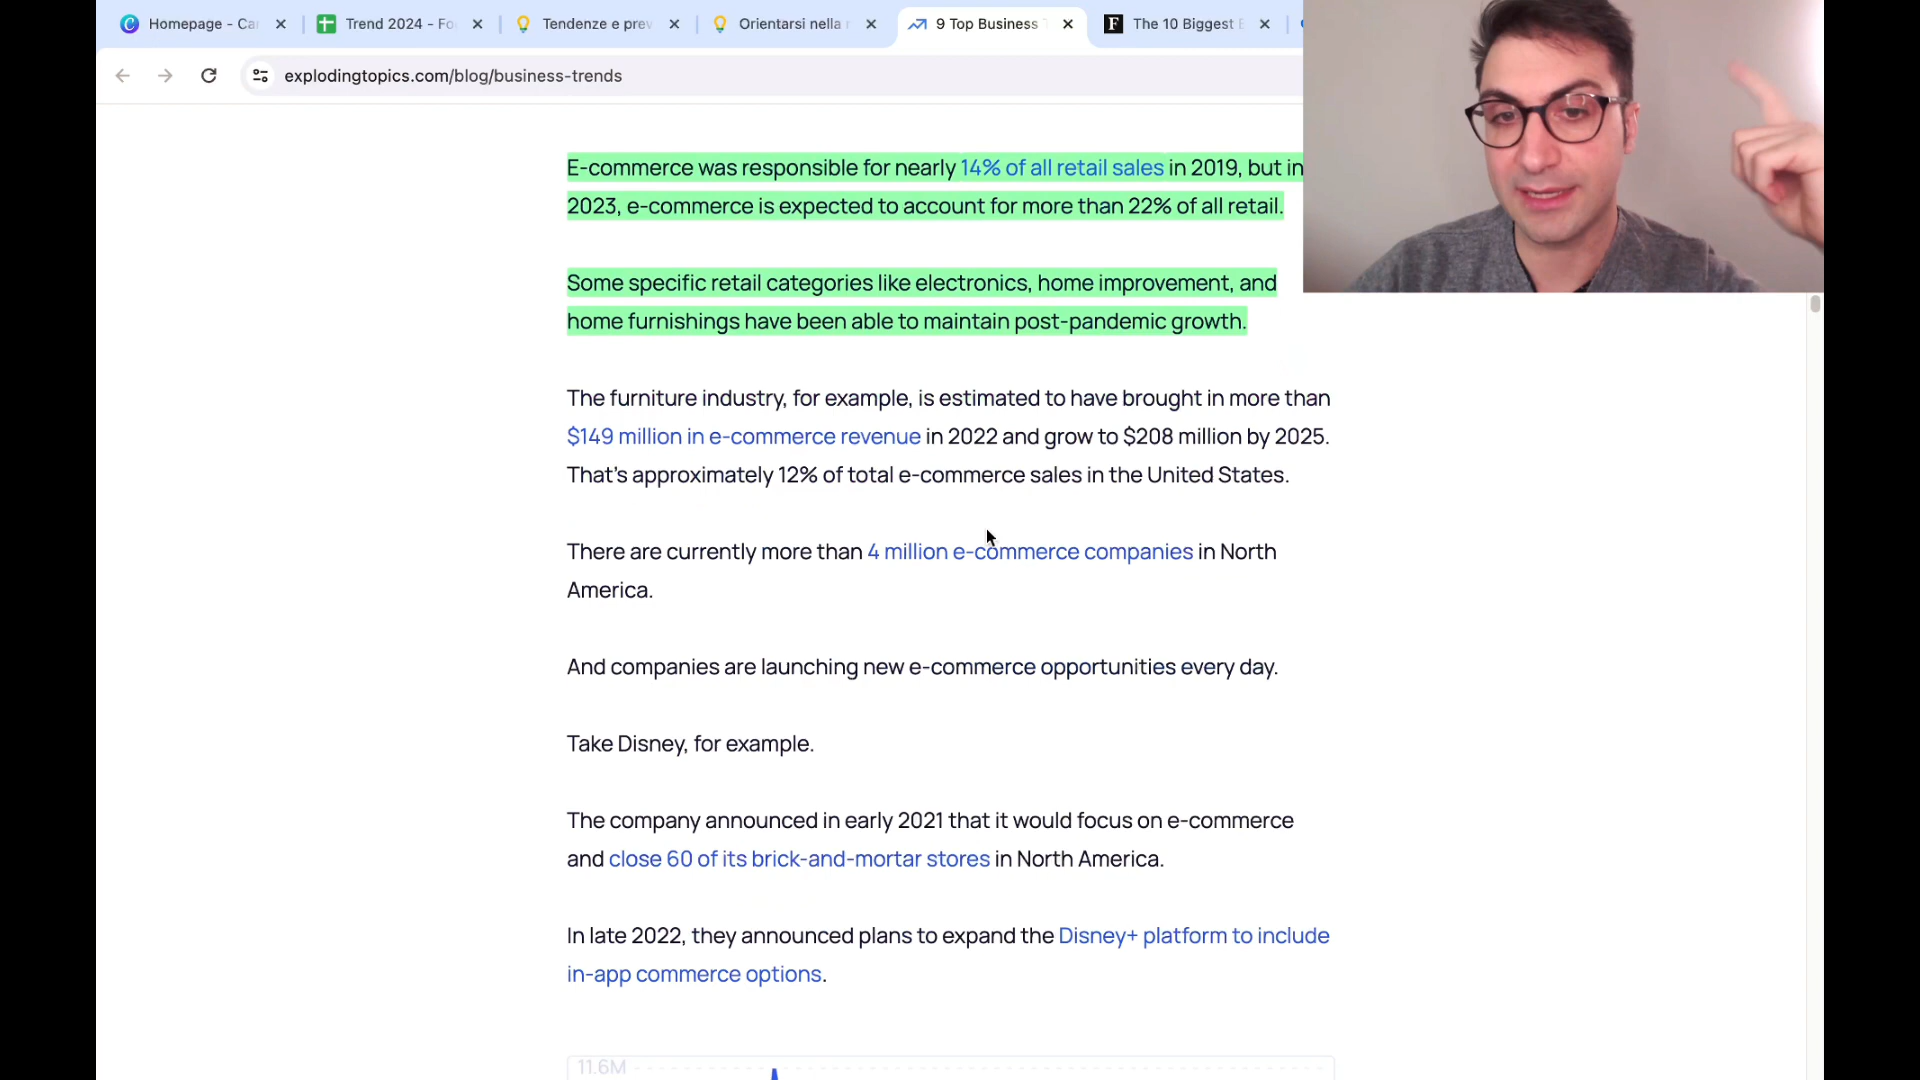 Homepage - Ca
Trend 2024 - Fo
Tendenze e prev
Orientarsi nella
9 Top Business
The 10 Biggest
explodingtopics.com/blog/business-trends
E-commerce was responsible for nearly 14% of all retail sales in 2019, but in
2023, e-commerce is expected to account for more than 22% of all retail.
Some specific retail categories like electronics, home improvement, and
home furnishings have been able to maintain post-pandemic growth.
The furniture industry, for example, is estimated to have brought in more than
$149 million in e-commerce revenue in 2022 and grow to $208 million by 2025.
That's approximately 12% of total e-commerce sales in the United States.
There are currently more than 4 million e-commerce companies in North
America.
And companies are launching new e-commerce opportunities every day.
Take Disney, for example.
The company announced in early 2021 that it would focus on e-commerce
and close 60 of its brick-and-mortar stores in North America.
In late 2022, they announced plans to expand the Disney+ platform to include
in-app commerce options.
11.6M